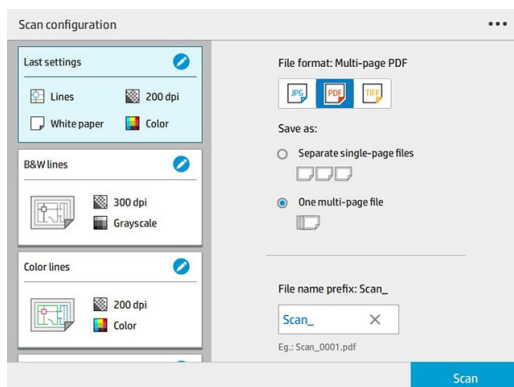 Scan configuration
Last settings
Lines
200 dpi
White paper
Color
B&W lines
300 dpi
Grayscale
Color lines
200 dpi
Color
File format: Multi-page PDF
JPG
PDF
TIFF
Save as:
Separate single-page files
One multi-page file
File name prefix: Scan_
Scan_
Eg.: Scan_0001.pdf
Scan